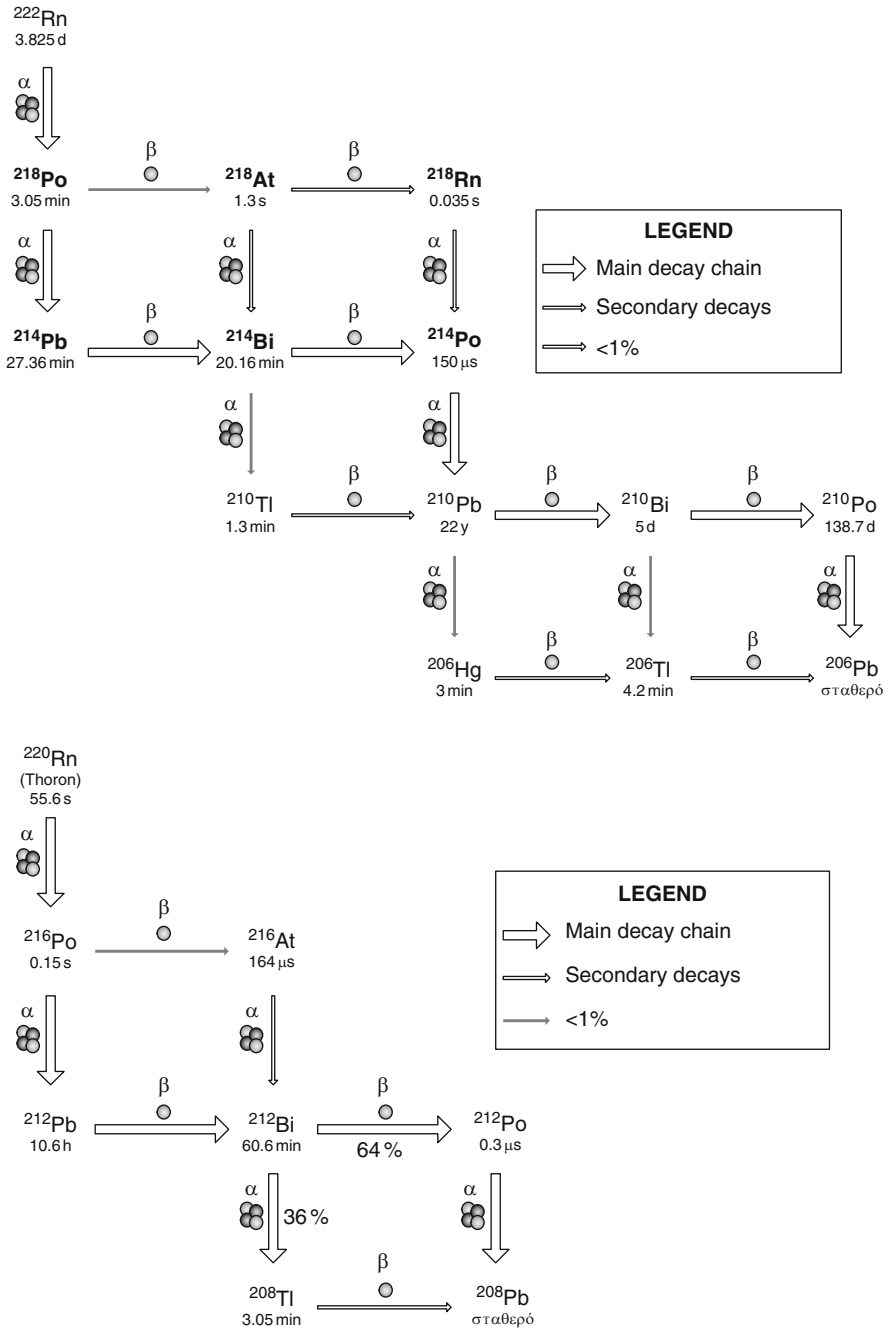 ²²²Rn
3.825 d
α
β β
²¹⁸Po ²¹⁸At ²¹⁸Rn
3.05 min 1.3 s 0.035 s
LEGEND
Main decay chain
Secondary decays
<1%
α α α
β β
²¹⁴Pb ²¹⁴Bi ²¹⁴Po
27.36 min 20.16 min 150 μs
α α
β β β
²¹⁰Tl ²¹⁰Pb ²¹⁰Bi ²¹⁰Po
1.3 min 22 y 5 d 138.7 d
α α α
β β
²⁰⁶Hg ²⁰⁶Tl ²⁰⁶Pb
3 min 4.2 min σταθερό
²²⁰Rn
(Thoron)
55.6 s
α
β
²¹⁶Po ²¹⁶At
0.15 s 164 μs
LEGEND
Main decay chain
Secondary decays
<1%
α α
β β
²¹²Pb ²¹²Bi ²¹²Po
10.6 h 60.6 min 64 % 0.3 μs
α 36 % α
β
²⁰⁸Tl ²⁰⁸Pb
3.05 min σταθερό